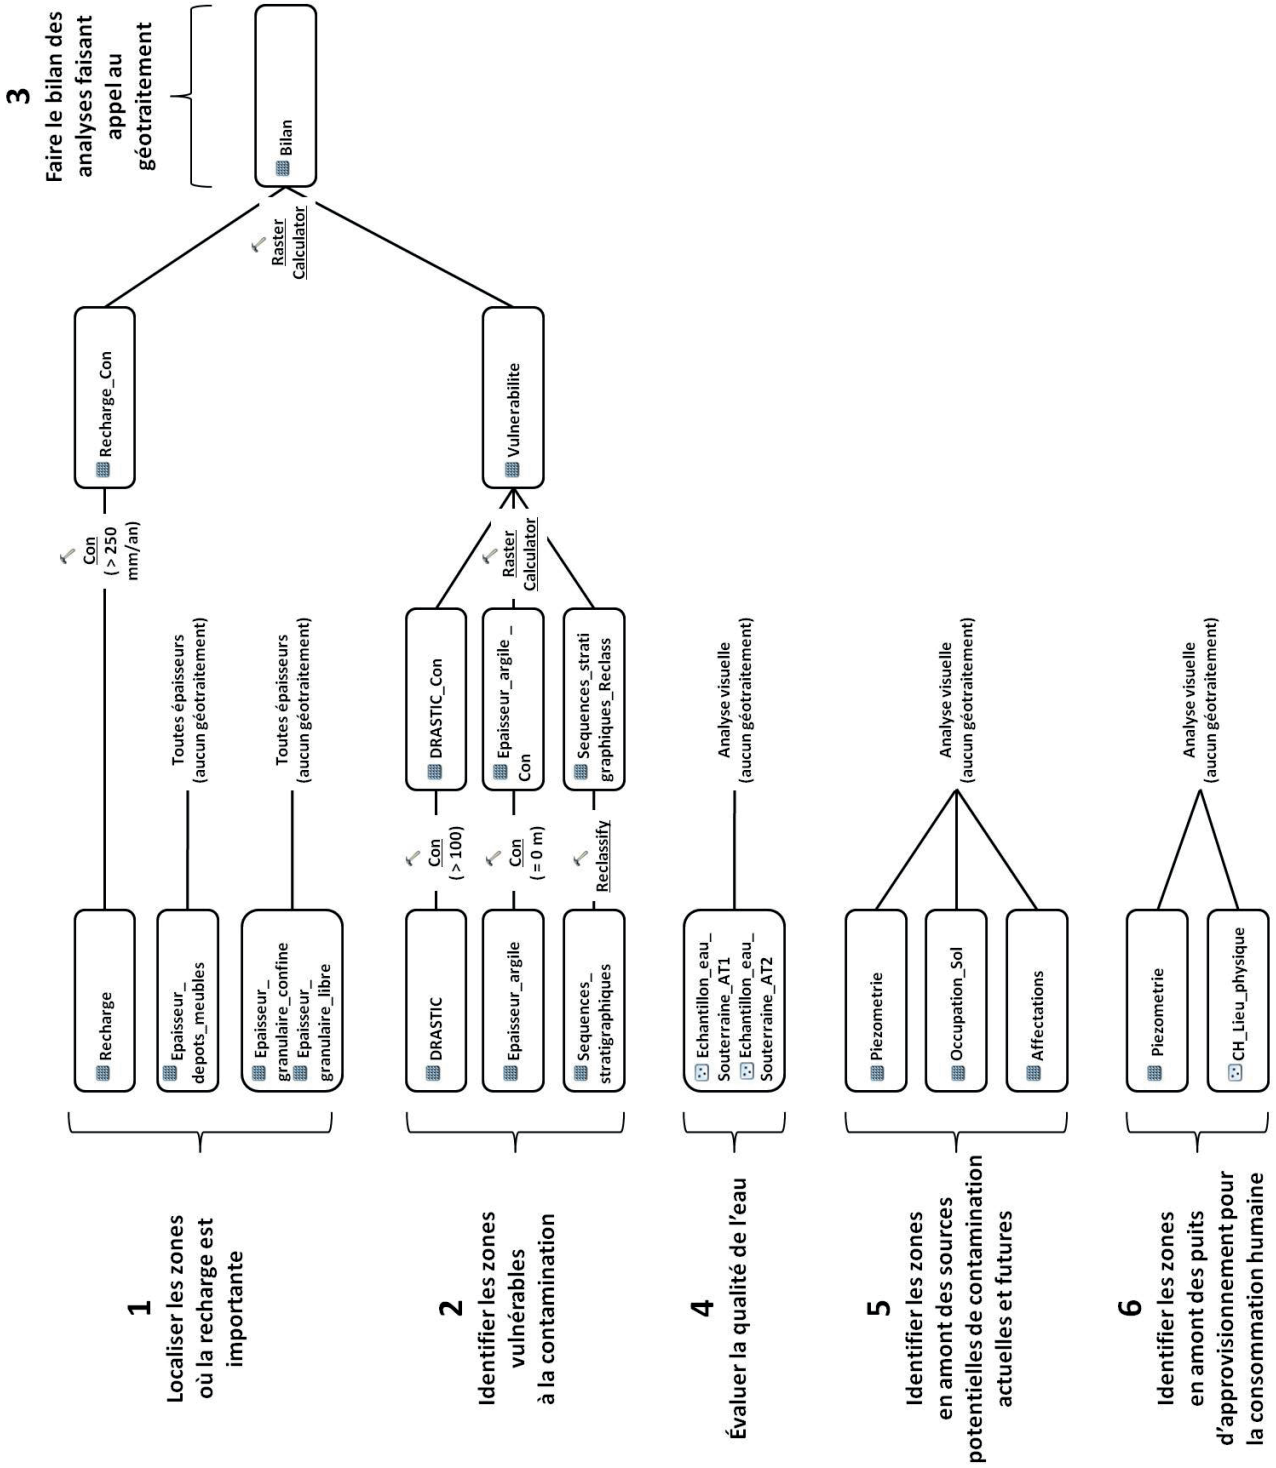 1
Localiser les zones
où la recharge est
importante
Recharge
Con
( > 250
mm/an)
Recharge_Con
Epaisseur_
depots_meubles
Toutes épaisseurs
(aucun géotraitement)
Epaisseur_
granulaire_confine
Epaisseur_
granulaire_libre
Toutes épaisseurs
(aucun géotraitement)
2
Identifier les zones
vulnérables
à la contamination
DRASTIC
Con
( > 100)
DRASTIC_Con
Epaisseur_argile
Con
( = 0 m)
Epaisseur_argile_
Con
Sequences_
stratigraphiques
Reclassify
Sequences_strati
graphiques_Reclass
Raster
Calculator
Vulnerabilite
Raster
Calculator
3
Faire le bilan des
analyses faisant
appel au
géotraitement
Bilan
4
Évaluer la qualité de l’eau
Echantillon_eau_
Souterraine_AT1
Echantillon_eau_
Souterraine_AT2
Analyse visuelle
(aucun géotraitement)
5
Identifier les zones
en amont des sources
potentielles de contamination
actuelles et futures
Piezometrie
Occupation_Sol
Affectations
Analyse visuelle
(aucun géotraitement)
6
Identifier les zones
en amont des puits
d’approvisionnement pour
la consommation humaine
Piezometrie
CH_Lieu_physique
Analyse visuelle
(aucun géotraitement)